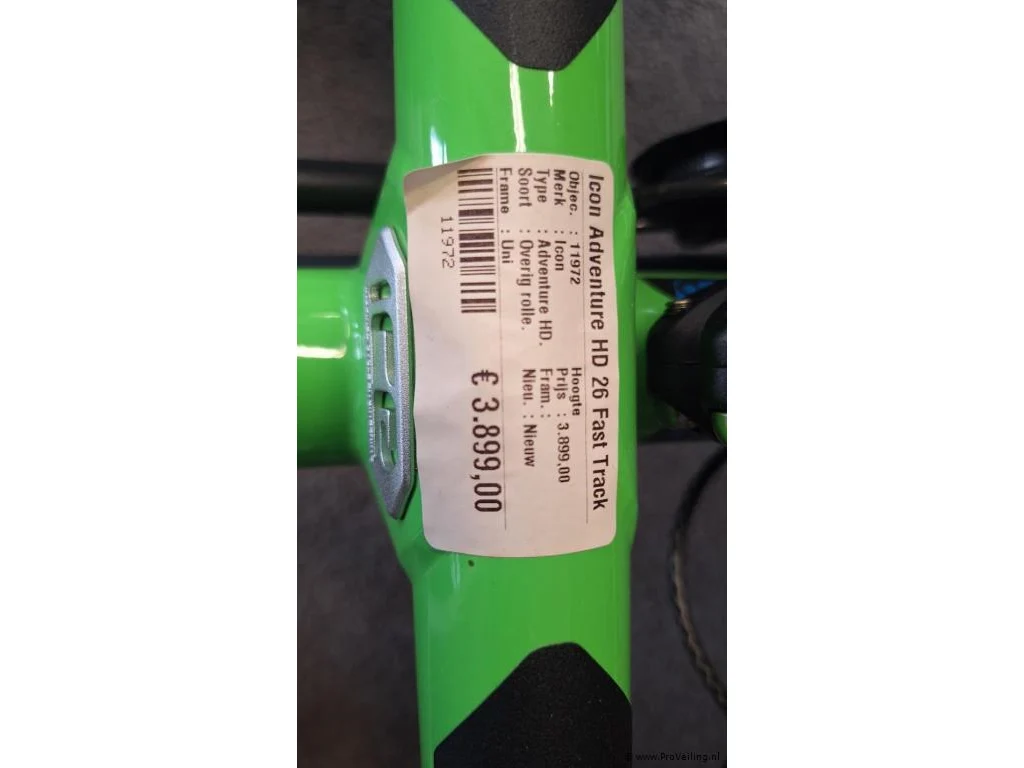 Icon Adventure HD 26 Fast Track
Objec. : 11972
Hoogte
Merk : Icon
Prijs : 3.899,00
Type : Adventure HD.
Fram. :
Soort : Overig rolle.
Nieu. : Nieuw
Frame : Uni
€ 3.899,00
11972
© www.ProVeiling.nl